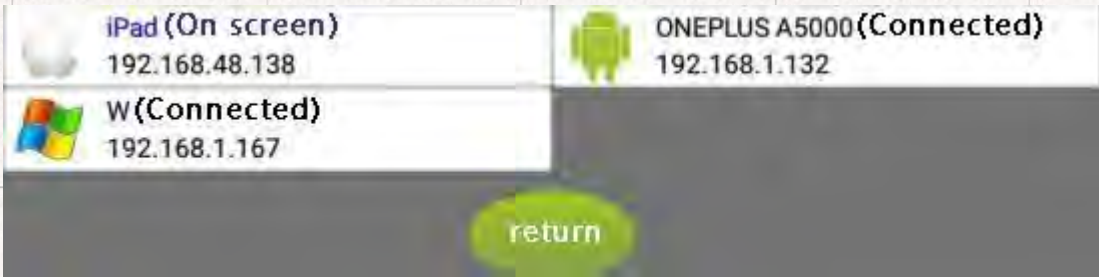 iPad (On screen)
192.168.48.138
ONEPLUS A5000 (Connected)
192.168.1.132
W (Connected)
192.168.1.167
return